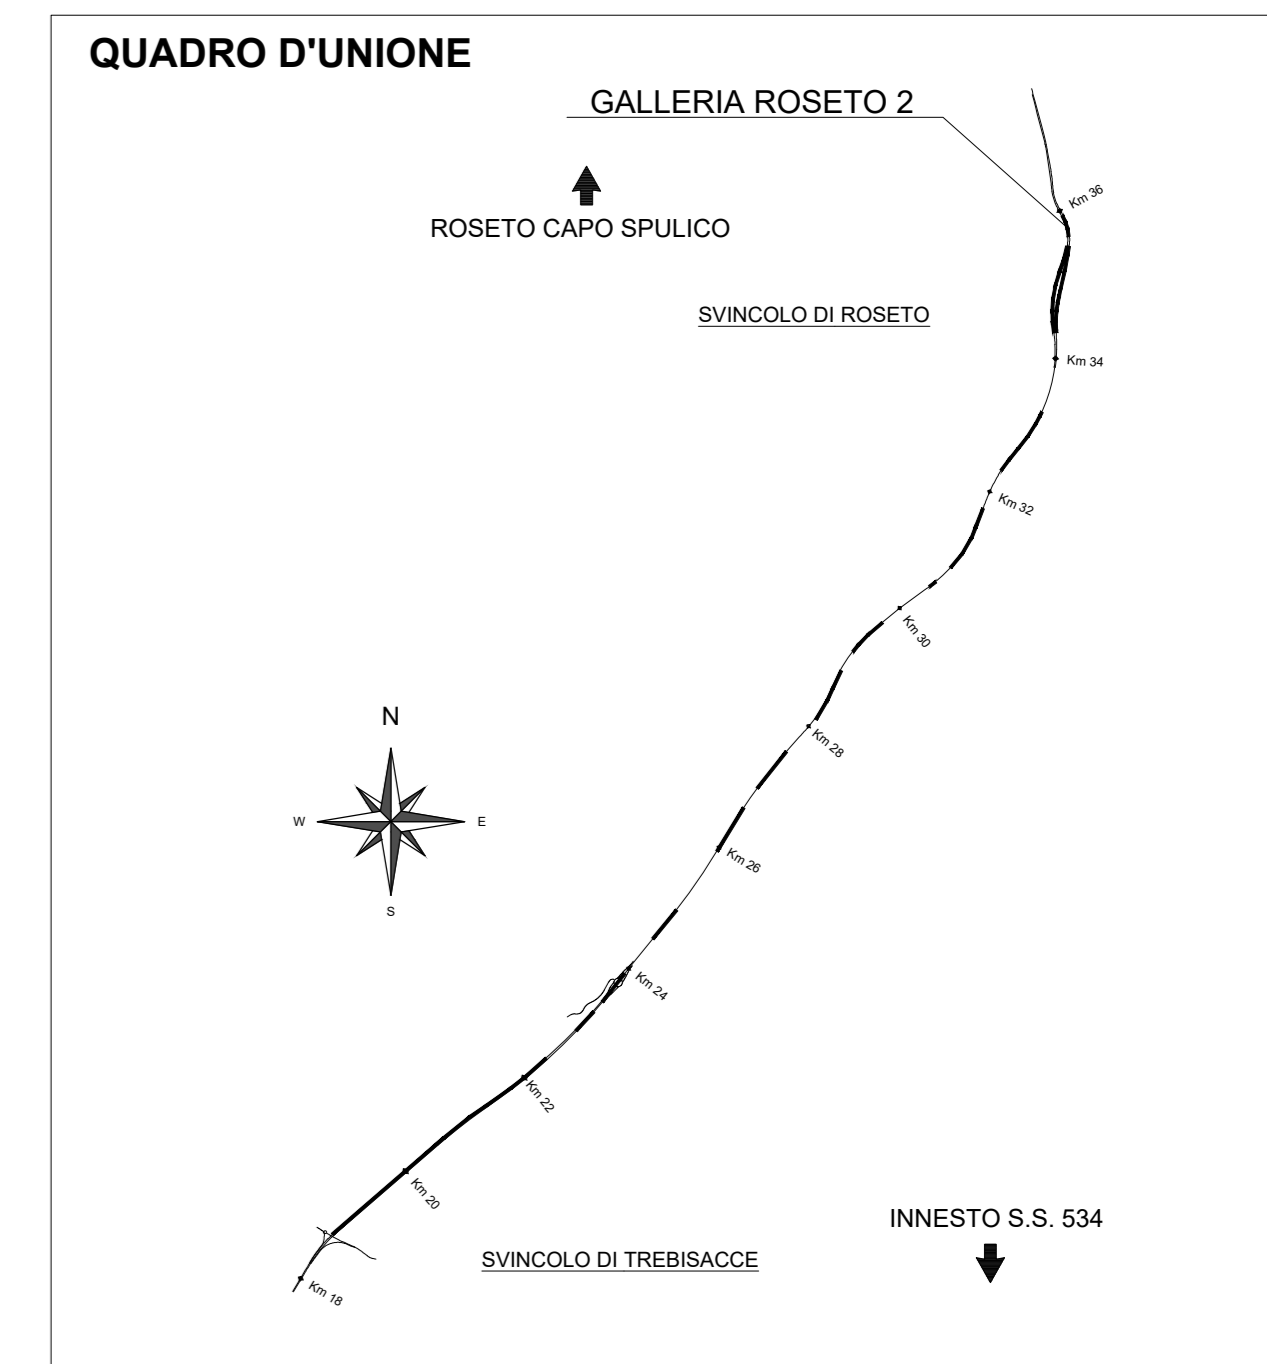 QUADRO D'UNIONE
GALLERIA ROSETO 2
Km 36
ROSETO CAPO SPULICO
SVINCOLO DI ROSETO
Km 34
Km 32
Km 30
N
Km 28
W
E
Km 26
S
Km 24
Km 22
Km 20
INNESTO S.S. 534
SVINCOLO DI TREBISACCE
Km 18